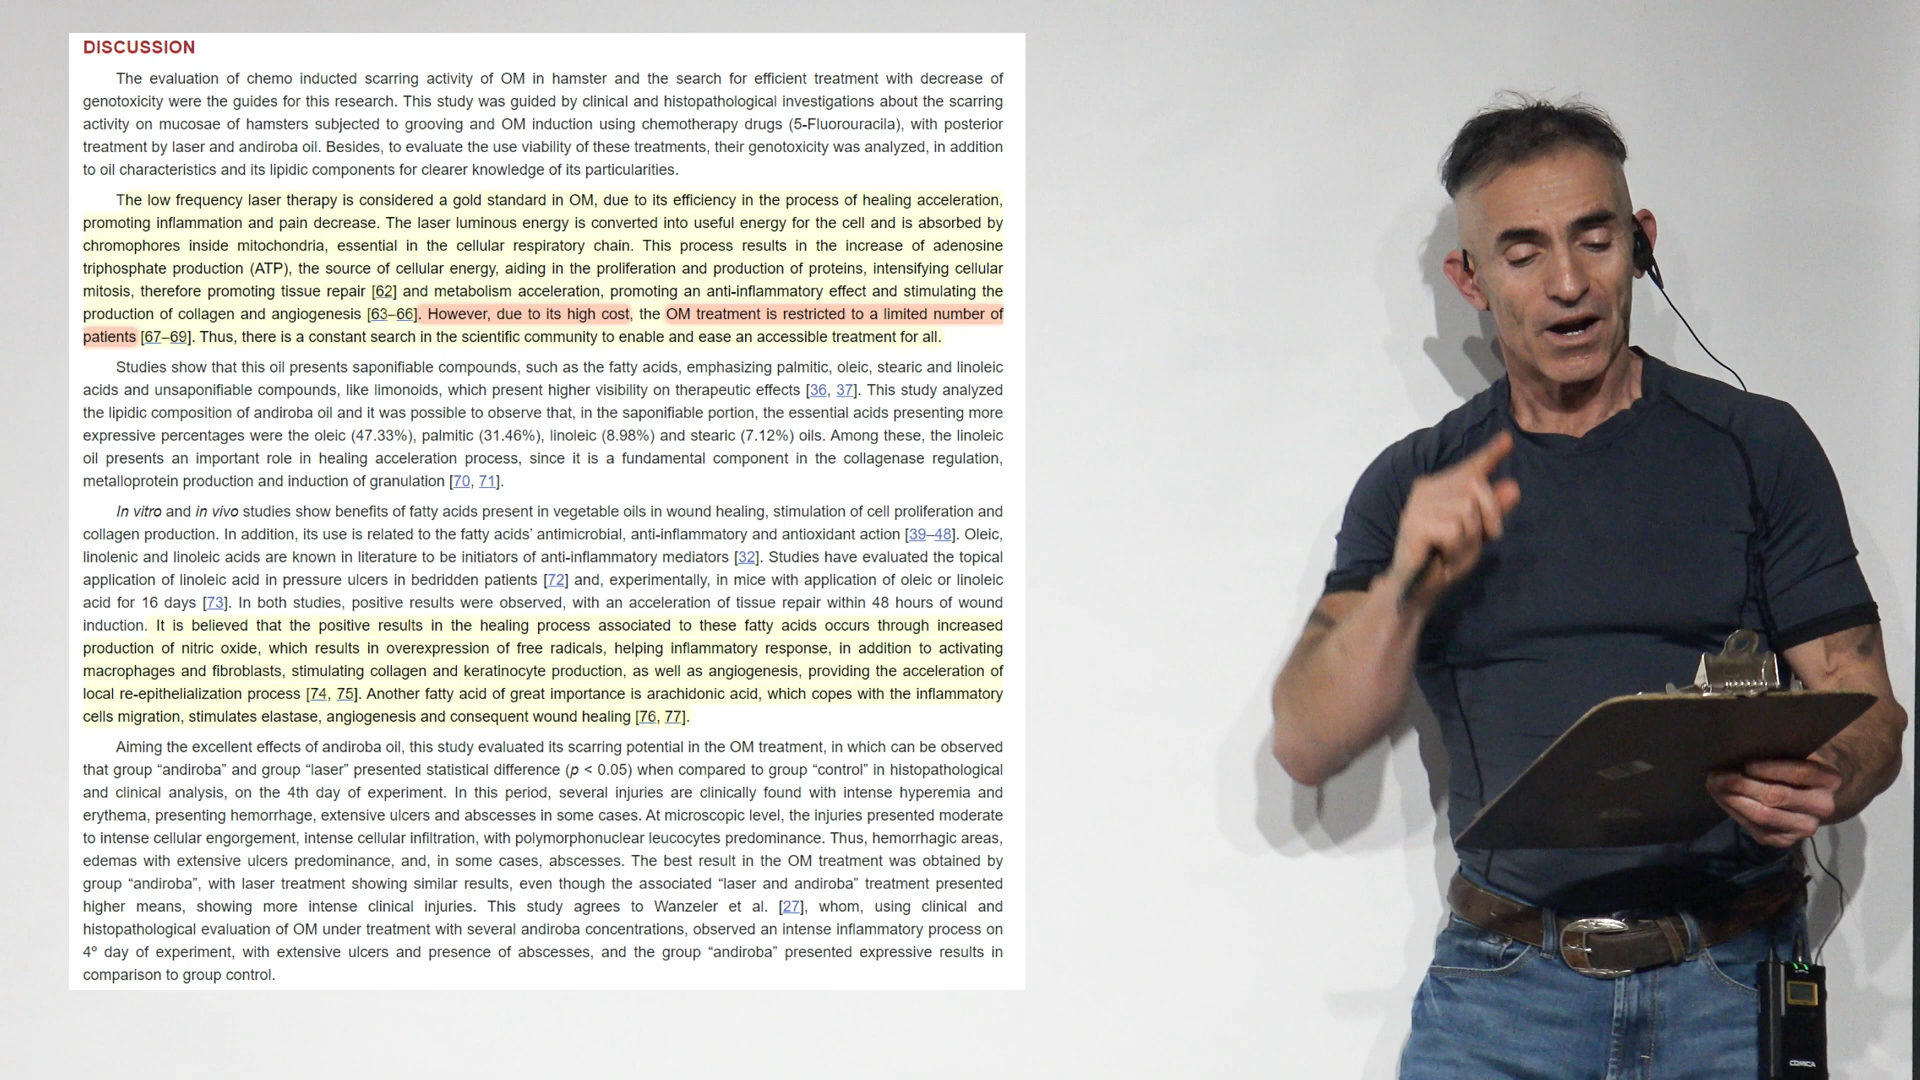 DISCUSSION
The evaluation of chemo inducted scarring activity of OM in hamster and the search for efficient treatment with decrease of
genotoxicity were the guides for this research. This study was guided by clinical and histopathological investigations about the scarring
activity on mucosae of hamsters subjected to grooving and OM induction using chemotherapy drugs (5-Fluorouracila), with posterior
treatment by laser and andiroba oil. Besides, to evaluate the use viability of these treatments, their genotoxicity was analyzed, in addition
to oil characteristics and its lipidic components for clearer knowledge of its particularities.
The low frequency laser therapy is considered a gold standard in OM, due to its efficiency in the process of healing acceleration,
promoting inflammation and pain decrease. The laser luminous energy is converted into useful energy for the cell and is absorbed by
chromophores inside mitochondria, essential in the cellular respiratory chain. This process results in the increase of adenosine
triphosphate production (ATP), the source of cellular energy, aiding in the proliferation and production of proteins, intensifying cellular
mitosis, therefore promoting tissue repair [62] and metabolism acceleration, promoting an anti-inflammatory effect and stimulating the
production of collagen and angiogenesis [63–66]. However, due to its high cost, the OM treatment is restricted to a limited number of
patients [67–69]. Thus, there is a constant search in the scientific community to enable and ease an accessible treatment for all.
Studies show that this oil presents saponifiable compounds, such as the fatty acids, emphasizing palmitic, oleic, stearic and linoleic
acids and unsaponifiable compounds, like limonoids, which present higher visibility on therapeutic effects [36, 37]. This study analyzed
the lipidic composition of andiroba oil and it was possible to observe that, in the saponifiable portion, the essential acids presenting more
expressive percentages were the oleic (47.33%), palmitic (31.46%), linoleic (8.98%) and stearic (7.12%) oils. Among these, the linoleic
oil presents an important role in healing acceleration process, since it is a fundamental component in the collagenase regulation,
metalloprotein production and induction of granulation [70, 71].
In vitro and in vivo studies show benefits of fatty acids present in vegetable oils in wound healing, stimulation of cell proliferation and
collagen production. In addition, its use is related to the fatty acids’ antimicrobial, anti-inflammatory and antioxidant action [39–48]. Oleic,
linolenic and linoleic acids are known in literature to be initiators of anti-inflammatory mediators [32]. Studies have evaluated the topical
application of linoleic acid in pressure ulcers in bedridden patients [72] and, experimentally, in mice with application of oleic or linoleic
acid for 16 days [73]. In both studies, positive results were observed, with an acceleration of tissue repair within 48 hours of wound
induction. It is believed that the positive results in the healing process associated to these fatty acids occurs through increased
production of nitric oxide, which results in overexpression of free radicals, helping inflammatory response, in addition to activating
macrophages and fibroblasts, stimulating collagen and keratinocyte production, as well as angiogenesis, providing the acceleration of
local re-epithelialization process [74, 75]. Another fatty acid of great importance is arachidonic acid, which copes with the inflammatory
cells migration, stimulates elastase, angiogenesis and consequent wound healing [76, 77].
Aiming the excellent effects of andiroba oil, this study evaluated its scarring potential in the OM treatment, in which can be observed
that group “andiroba” and group “laser” presented statistical difference (p < 0.05) when compared to group “control” in histopathological
and clinical analysis, on the 4th day of experiment. In this period, several injuries are clinically found with intense hyperemia and
erythema, presenting hemorrhage, extensive ulcers and abscesses in some cases. At microscopic level, the injuries presented moderate
to intense cellular engorgement, intense cellular infiltration, with polymorphonuclear leucocytes predominance. Thus, hemorrhagic areas,
edemas with extensive ulcers predominance, and, in some cases, abscesses. The best result in the OM treatment was obtained by
group “andiroba”, with laser treatment showing similar results, even though the associated “laser and andiroba” treatment presented
higher means, showing more intense clinical injuries. This study agrees to Wanzeler et al. [27], whom, using clinical and
histopathological evaluation of OM under treatment with several andiroba concentrations, observed an intense inflammatory process on
4º day of experiment, with extensive ulcers and presence of abscesses, and the group “andiroba” presented expressive results in
comparison to group control.
COMICA